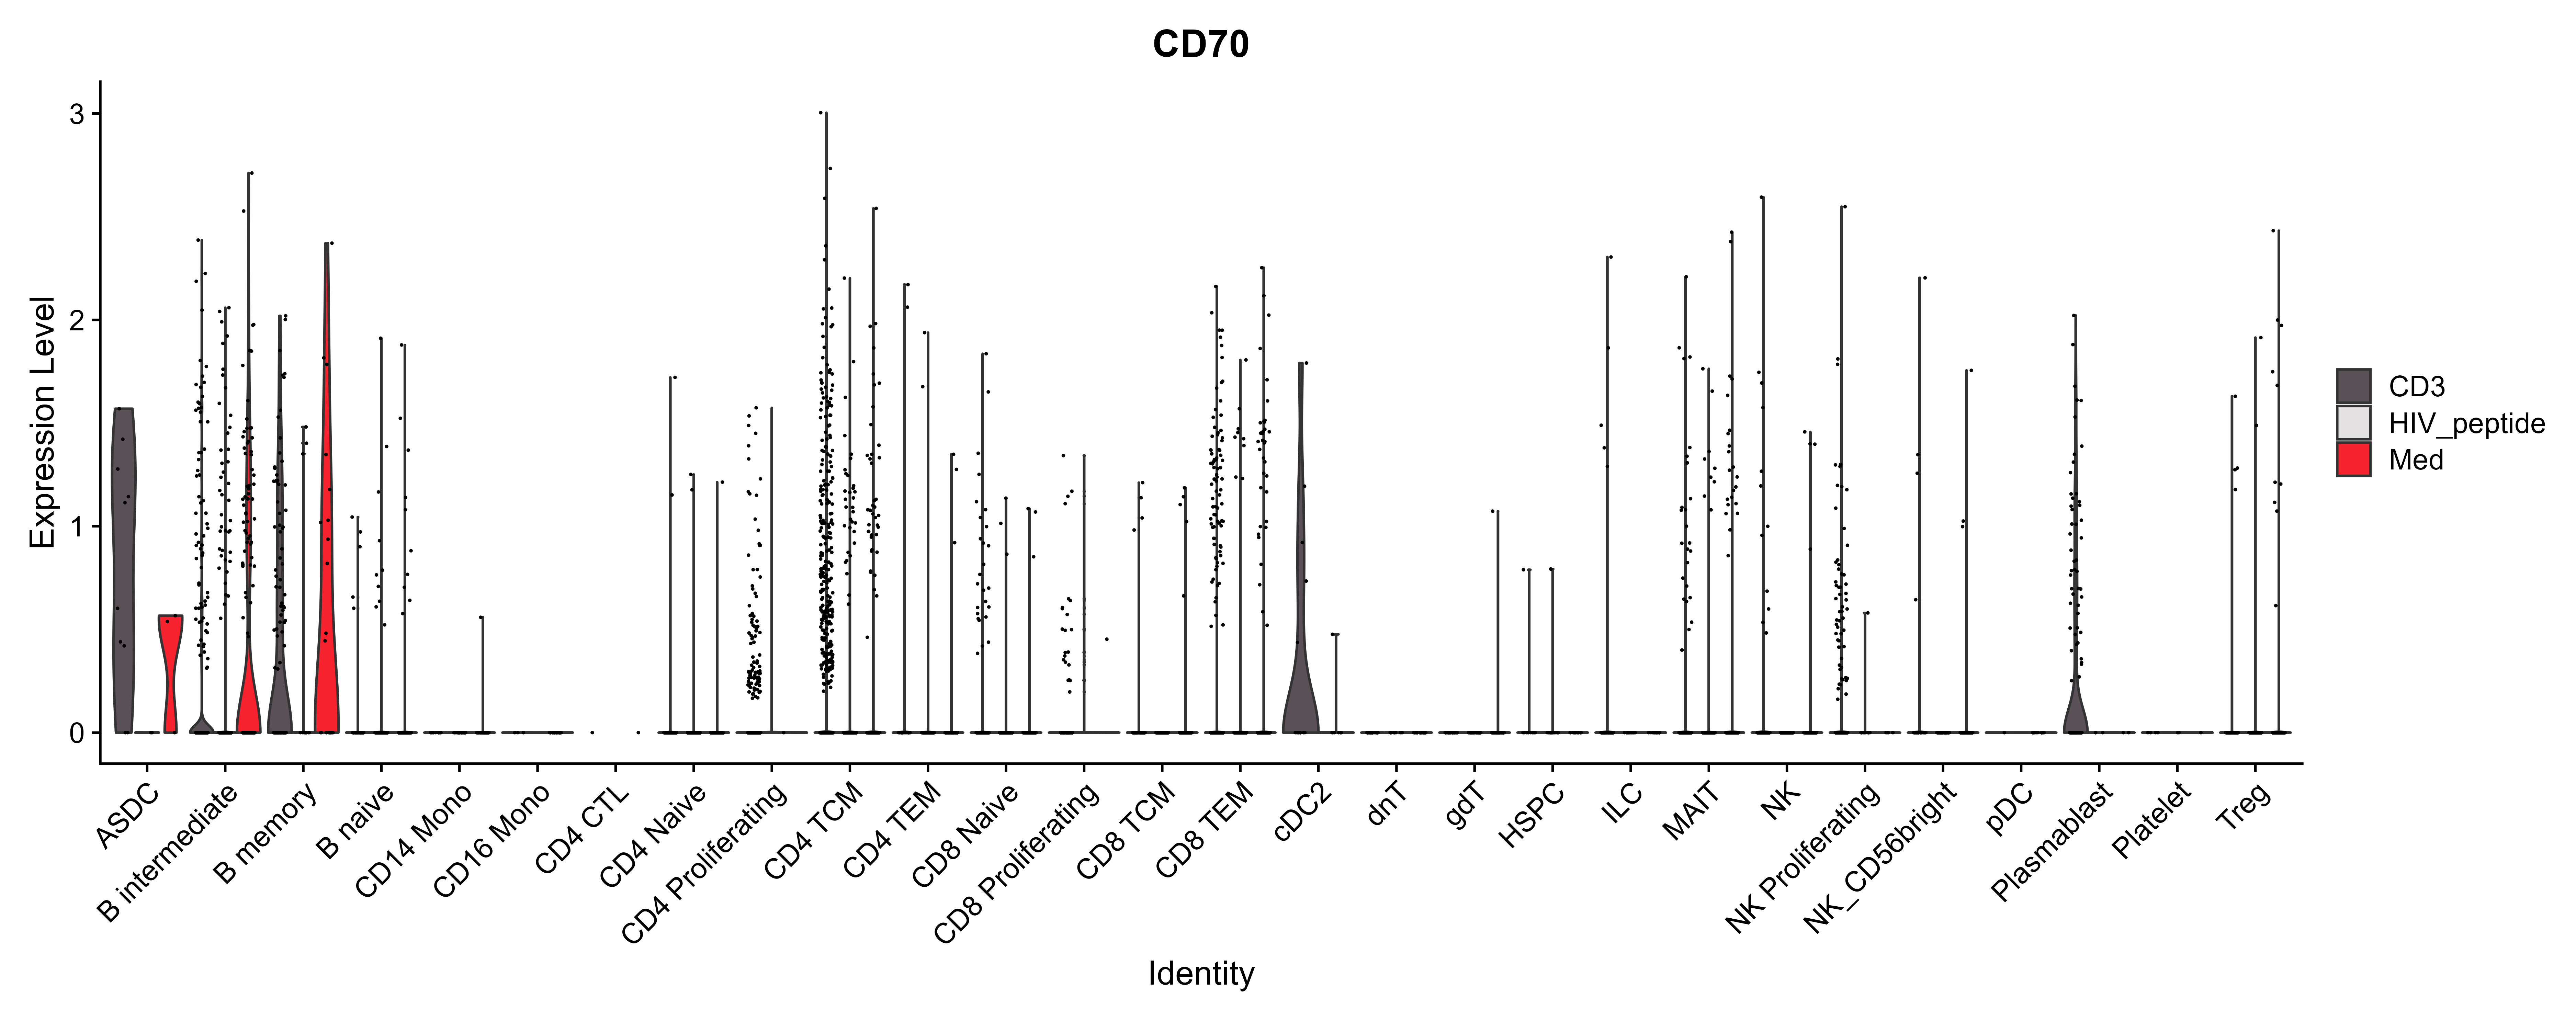 CD70
Expression Level
3
2
1
0
ASDC
B intermediate
B memory
B naive
CD14 Mono
CD16 Mono
CD4 CTL
CD4 Naive
CD4 Proliferating
CD4 TCM
CD4 TEM
CD8 Naive
CD8 Proliferating
CD8 TCM
CD8 TEM
cDC2
dnT
gdT
HSPC
ILC
MAIT
NK
NK Proliferating
NK_CD56bright
pDC
Plasmablast
Platelet
Treg
Identity
CD3
HIV_peptide
Med